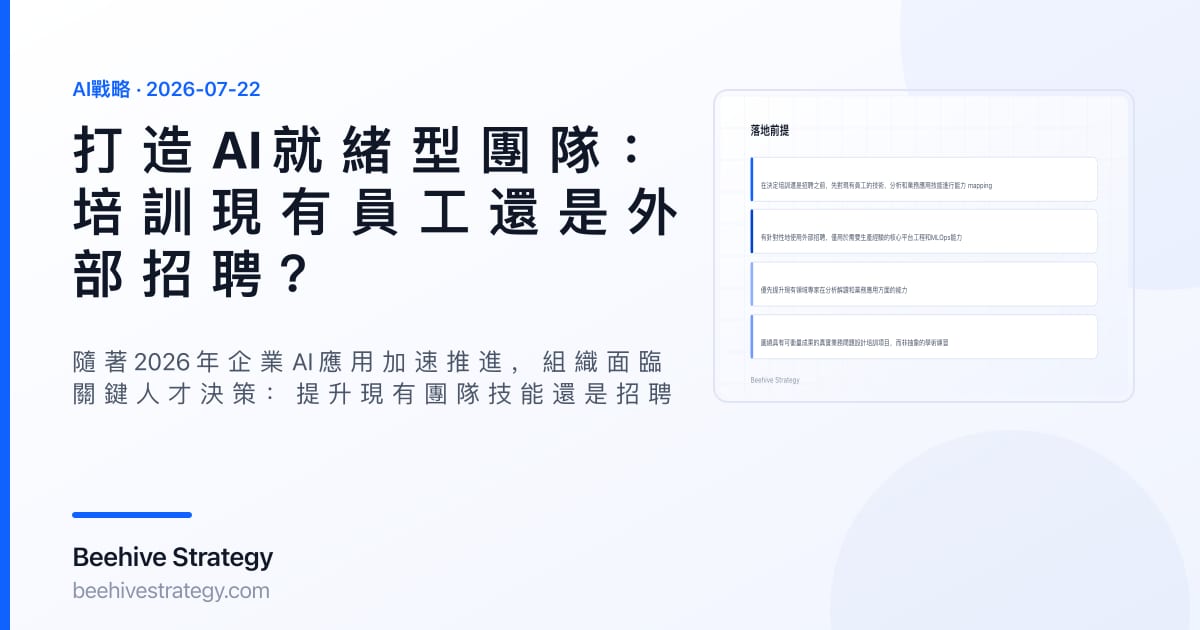 AI戰略 · 2026-07-22
打造AI就緒型團隊：
培訓現有員工還是外
部招聘？
隨著2026年企業AI應用加速推進，組織面臨
關鍵人才決策：提升現有團隊技能還是招聘
Beehive Strategy
beehivestrategy.com
落地前提
在決定培訓還是招聘之前，先對現有員工的技術、分析和業務應用技能進行能力 mapping
有針對性地使用外部招聘，僅用於需要生產經驗的核心平台工程和MLOps能力
優先提升現有領域專家在分析解讀和業務應用方面的能力
圍繞具有可衡量成果的真實業務問題設計培訓項目，而非抽象的學術練習
Beehive Strategy